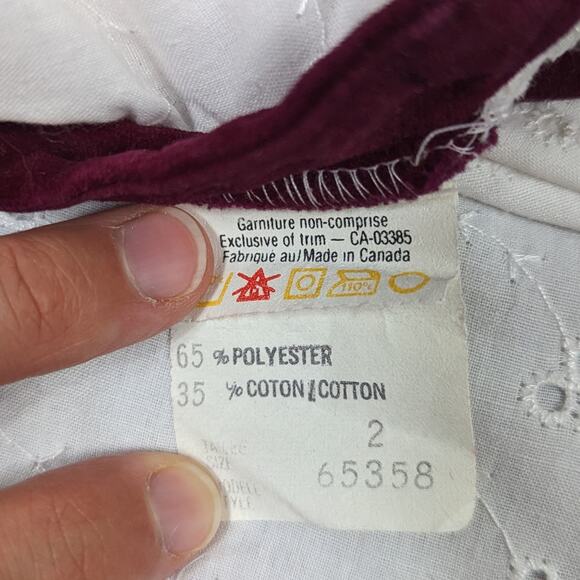 Garniture non-comprise
Exclusive of trim — CA-03385
Fabriqué au/Made in Canada
110°c
65 % POLYESTER
35 % COTON/COTTON
2
SIZE
65358